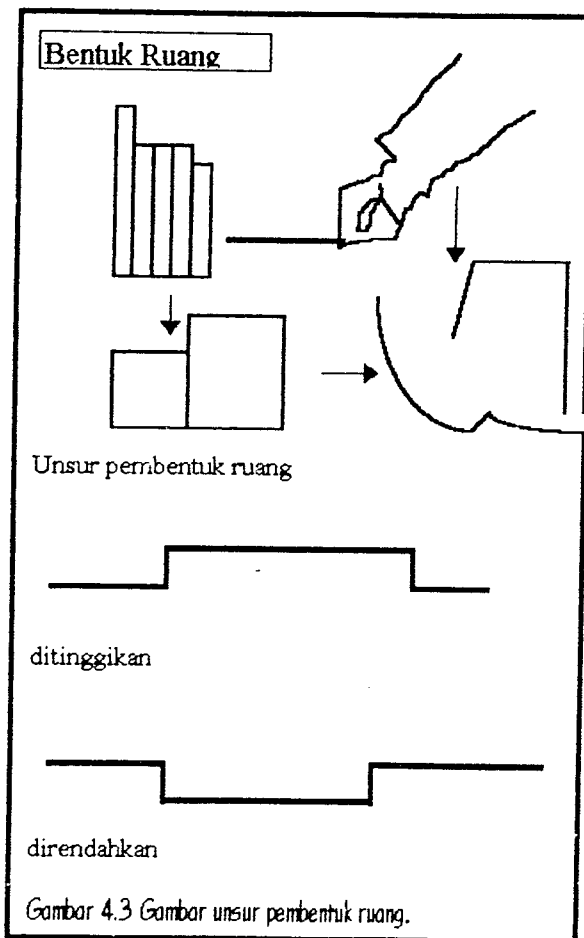 Bentuk Ruang
Unsur pembentuk ruang
ditinggikan
direndahkan
Gambar 4.3 Gambar unsur pembentuk ruang.